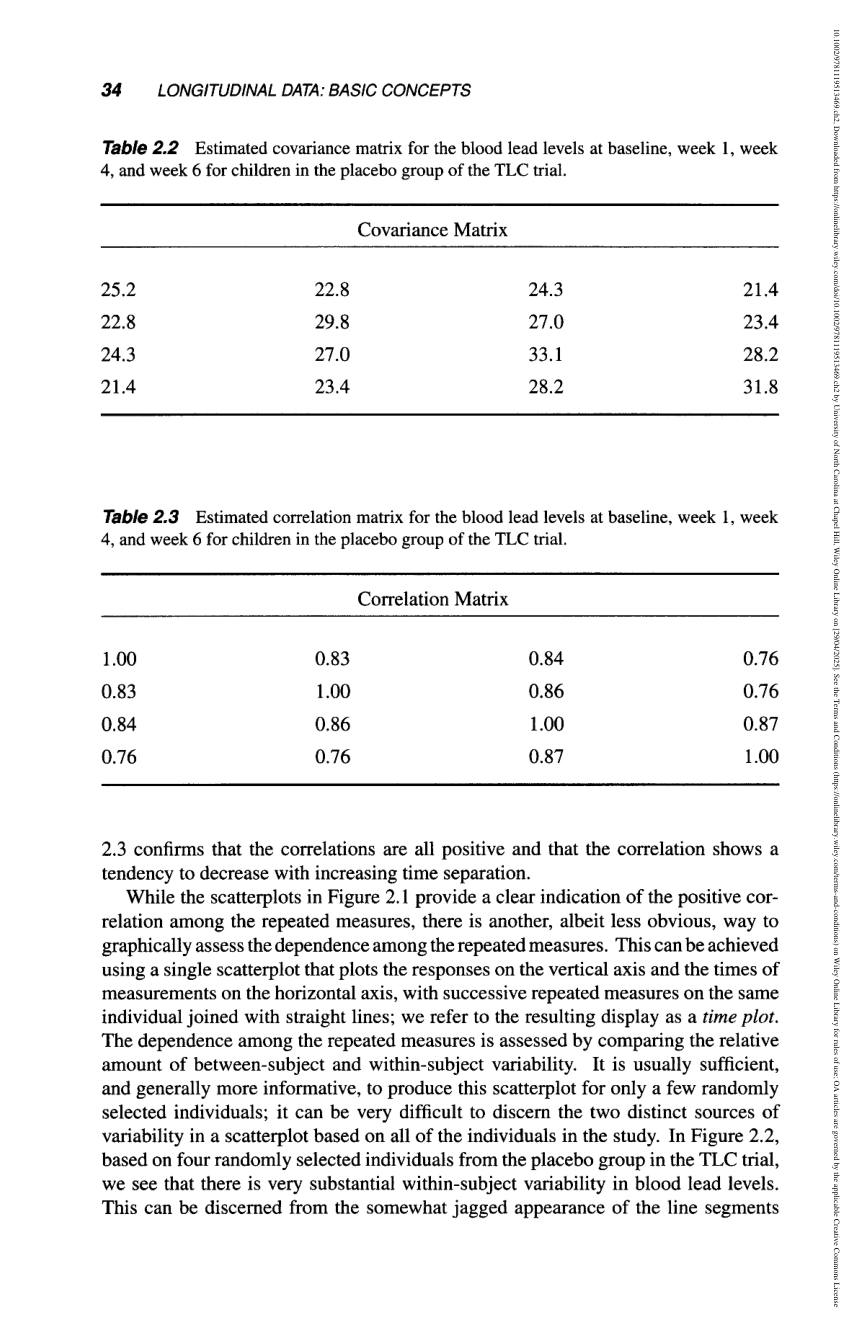 34 LONGITUDINAL DATA: BASIC CONCEPTS
Table 2.2 Estimated covariance matrix for the blood lead levels at baseline, week 1, week
4, and week 6 for children in the placebo group of the TLC trial.
Covariance Matrix
25.2 22.8 24.3 21.4
22.8 29.8 27.0 23.4
24.3 27.0 33.1 28.2
21.4 23.4 28.2 31.8
Table 2.3 Estimated correlation matrix for the blood lead levels at baseline, week 1, week
4, and week 6 for children in the placebo group of the TLC trial.
Correlation Matrix
1.00 0.83 0.84 0.76
0.83 1.00 0.86 0.76
0.84 0.86 1.00 0.87
0.76 0.76 0.87 1.00
2.3 confirms that the correlations are all positive and that the correlation shows a
tendency to decrease with increasing time separation.
While the scatterplots in Figure 2.1 provide a clear indication of the positive cor-
relation among the repeated measures, there is another, albeit less obvious, way to
graphically assess the dependence among the repeated measures. This can be achieved
using a single scatterplot that plots the responses on the vertical axis and the times of
measurements on the horizontal axis, with successive repeated measures on the same
individual joined with straight lines; we refer to the resulting display as a time plot.
The dependence among the repeated measures is assessed by comparing the relative
amount of between-subject and within-subject variability. It is usually sufficient,
and generally more informative, to produce this scatterplot for only a few randomly
selected individuals; it can be very difficult to discern the two distinct sources of
variability in a scatterplot based on all of the individuals in the study. In Figure 2.2,
based on four randomly selected individuals from the placebo group in the TLC trial,
we see that there is very substantial within-subject variability in blood lead levels.
This can be discerned from the somewhat jagged appearance of the line segments
10.1002/9781119513469.ch2, Downloaded from https://onlinelibrary.wiley.com/doi/10.1002/9781119513469.ch2 by University of North Carolina at Chapel Hill, Wiley Online Library on [29/04/2025]. See the Terms and Conditions (https://onlinelibrary.wiley.com/terms-and-conditions) on Wiley Online Library for rules of use; OA articles are governed by the applicable Creative Commons License